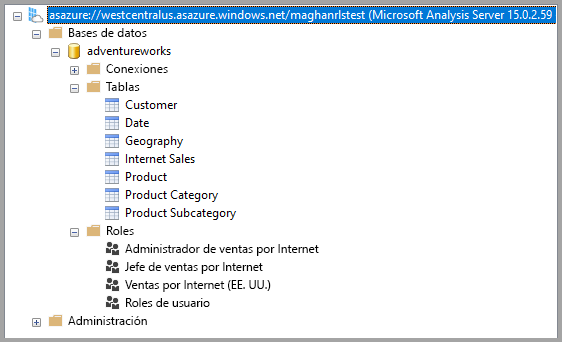 asazure://westcentralus.asazure.windows.net/maghanrlstest (Microsoft Analysis Server 15.0.2.59
Bases de datos
adventureworks
Conexiones
Tablas
Customer
Date
Geography
Internet Sales
Product
Product Category
Product Subcategory
Roles
Administrador de ventas por Internet
Jefe de ventas por Internet
Ventas por Internet (EE. UU.)
Roles de usuario
Administración